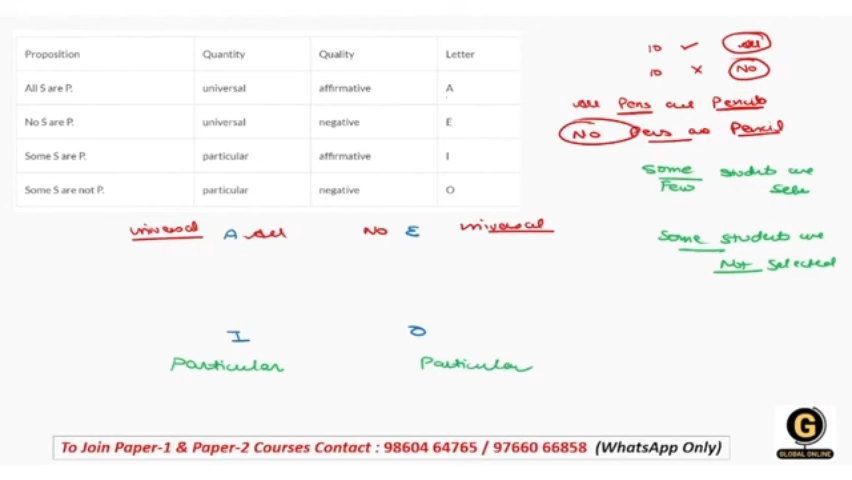 Proposition Quantity Quality Letter
All S are P. universal affirmative A
No S are P. universal negative E
Some S are P. particular affirmative I
Some S are not P. particular negative O
10 ✓ All
10 x No
All Pens are Pencils
No Pens are Pencil
Some students are
Few Sele
Some students are
Not selected
universal A All No E universal
I O
Particular Particular
To Join Paper-1 & Paper-2 Courses Contact : 98604 64765 / 97660 66858 (WhatsApp Only)
G
GLOBAL ONLINE